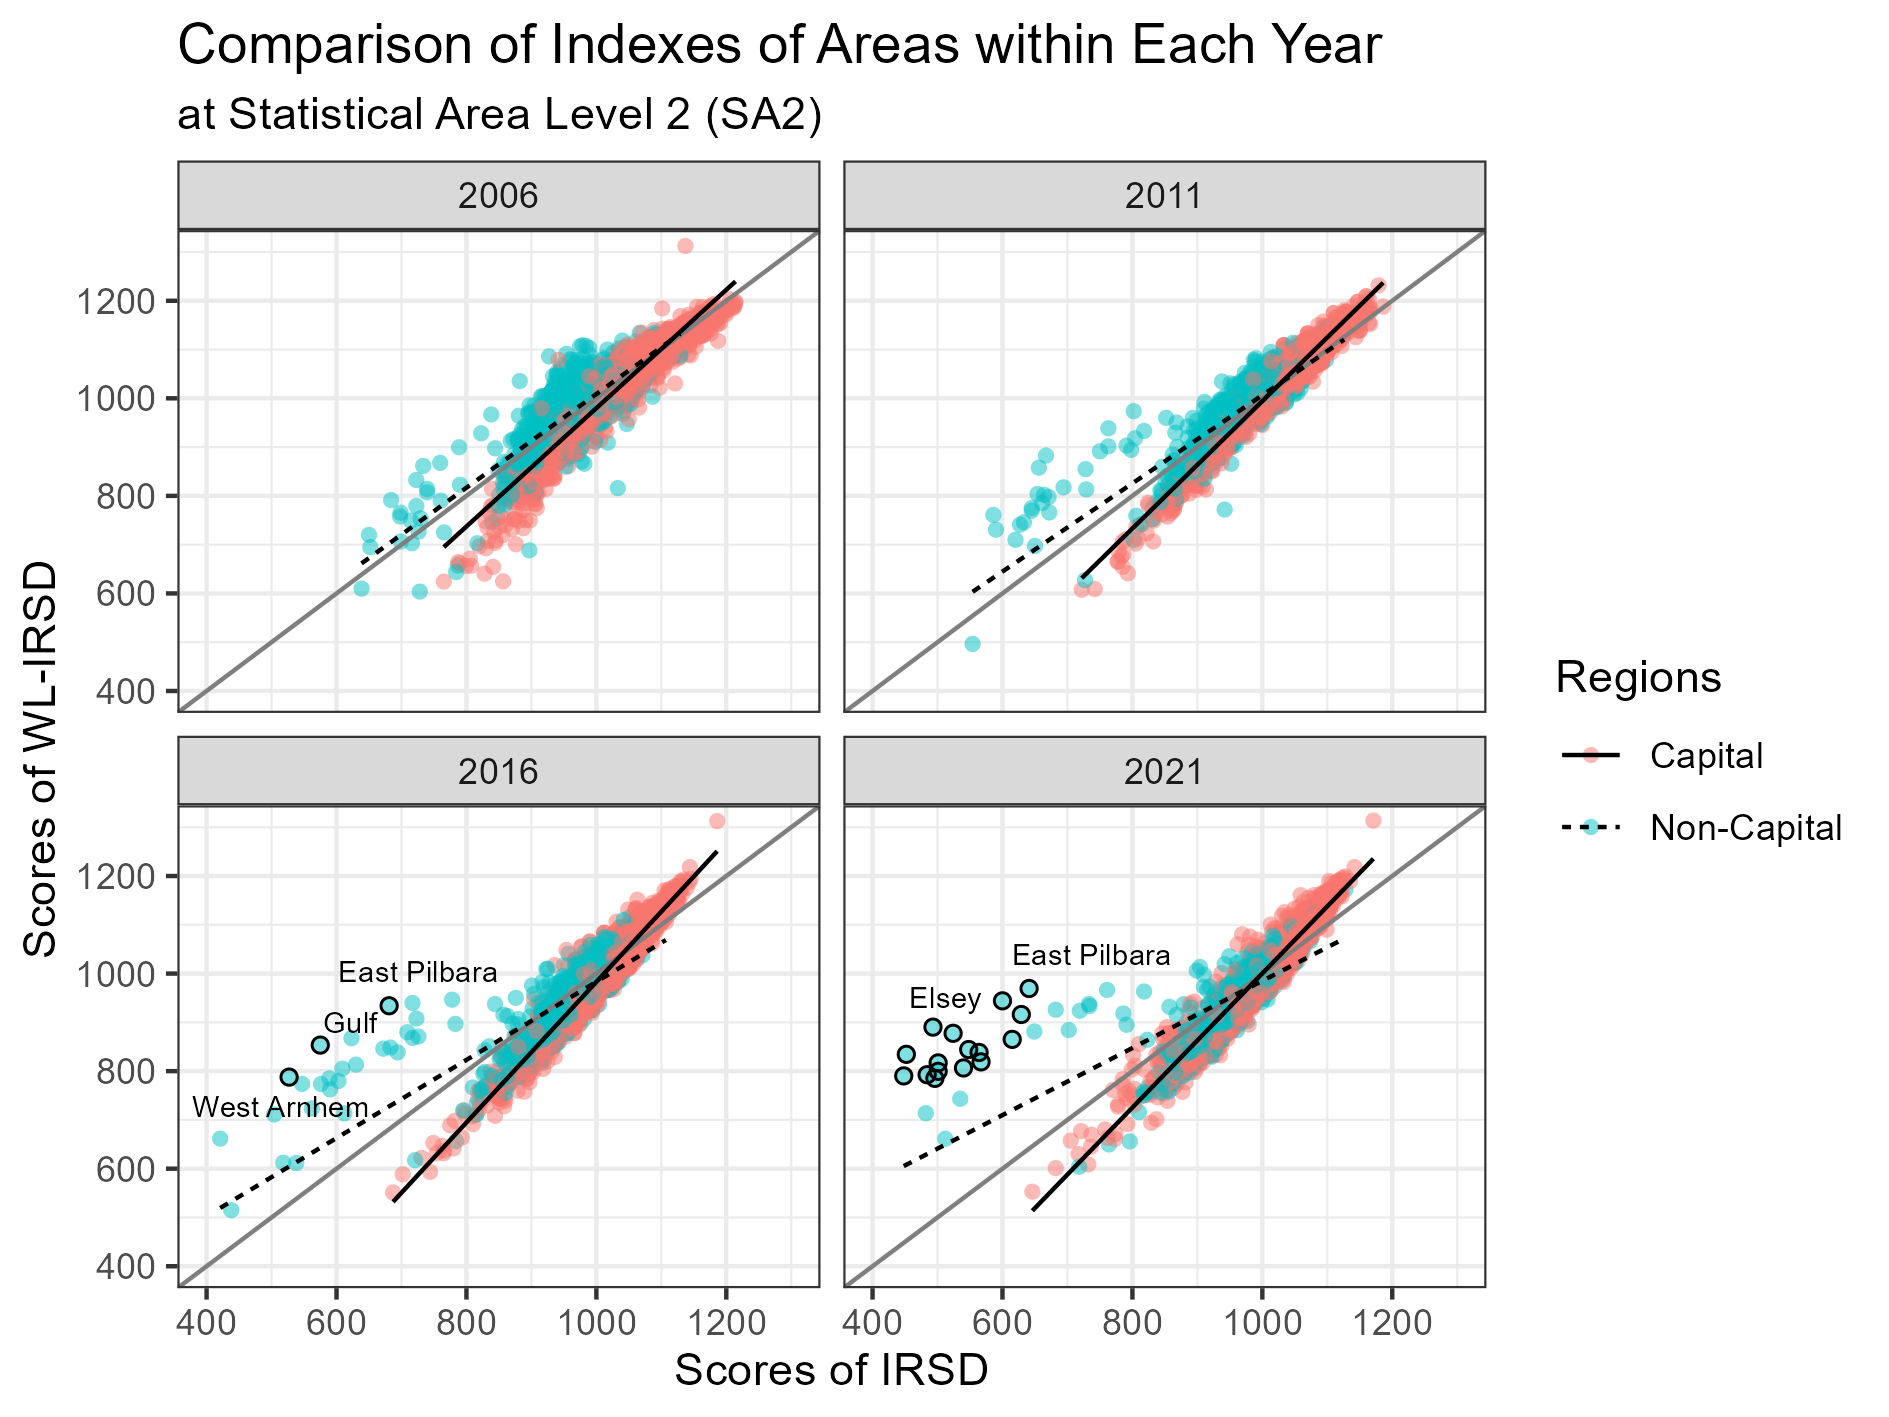 Comparison of Indexes of Areas within Each Year
at Statistical Area Level 2 (SA2)
2006
2011
1200
1000
800
600
400
2016
2021
1200
1000
800
600
400
East Pilbara
Gulf
West Arnhem
East Pilbara
Elsey
400 600 800 1000 1200
400 600 800 1000 1200
Scores of IRSD
Scores of WL-IRSD
Regions
Capital
Non-Capital